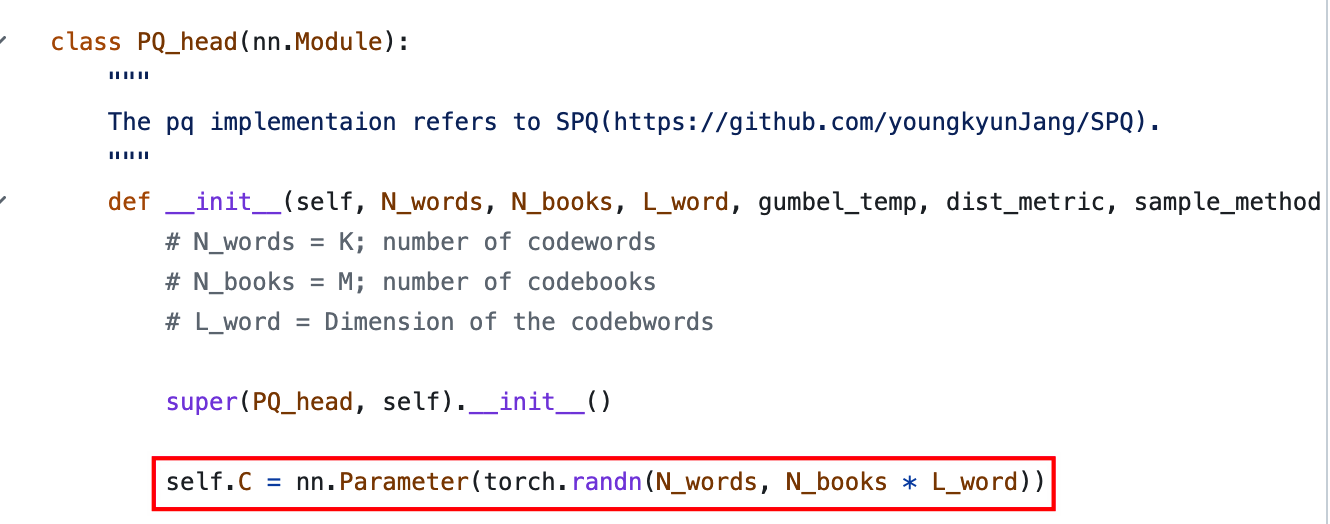 class PQ_head(nn.Module):
"""
The pq implementaion refers to SPQ(https://github.com/youngkyunJang/SPQ).
"""
def __init__(self, N_words, N_books, L_word, gumbel_temp, dist_metric, sample_method
# N_words = K; number of codewords
# N_books = M; number of codebooks
# L_word = Dimension of the codebwords
super(PQ_head, self).__init__()
self.C = nn.Parameter(torch.randn(N_words, N_books * L_word))